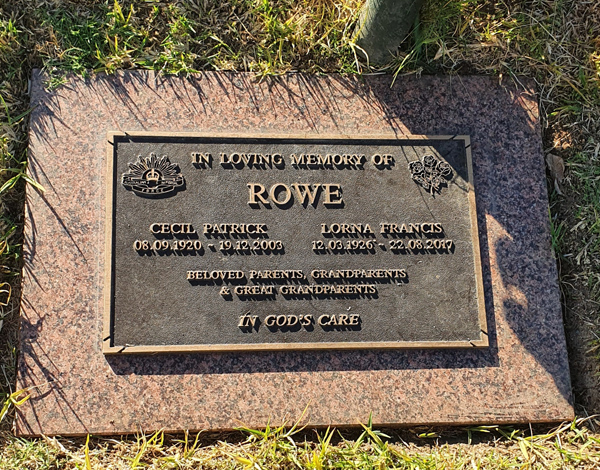 IN LOVING MEMORY OF
ROWE
CECIL PATRICK
08.09.1920 - 19.12.2003
LORNA FRANCIS
12.03.1926 - 22.08.2017
BELOVED PARENTS, GRANDPARENTS
& GREAT GRANDPARENTS
IN GOD'S CARE